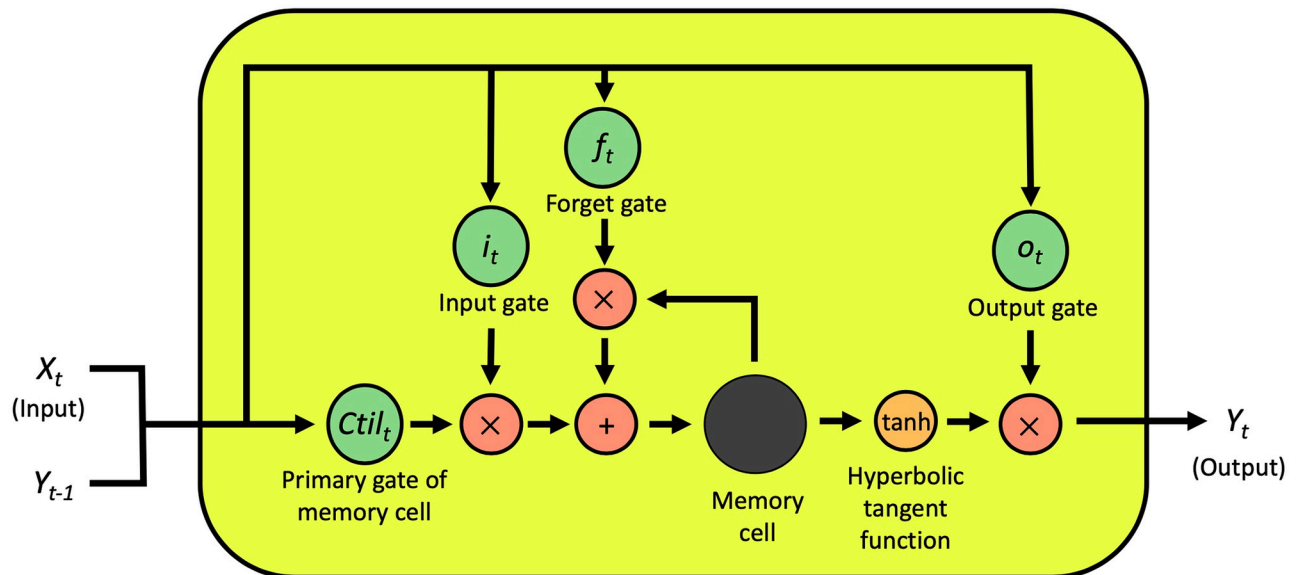 f_t
Forget gate
i_t
Input gate
×
o_t
Output gate
X_t
(Input)
Y_{t-1}
Ctil_t
Primary gate of
memory cell
×
+
Memory
cell
tanh
Hyperbolic
tangent
function
×
Y_t
(Output)